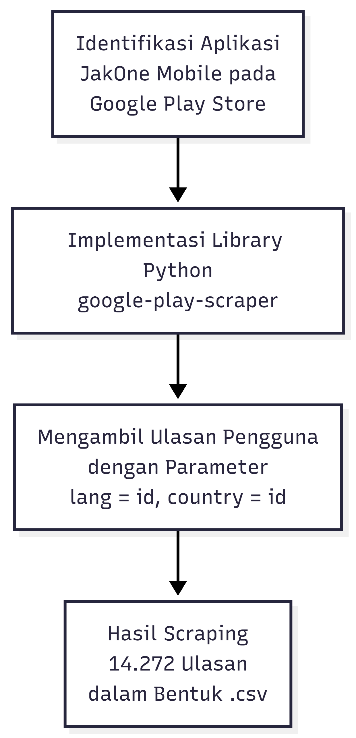 Identifikasi Aplikasi
JakOne Mobile pada
Google Play Store
Implementasi Library
Python
google-play-scraper
Mengambil Ulasan Pengguna
dengan Parameter
lang = id, country = id
Hasil Scraping
14.272 Ulasan
dalam Bentuk .csv